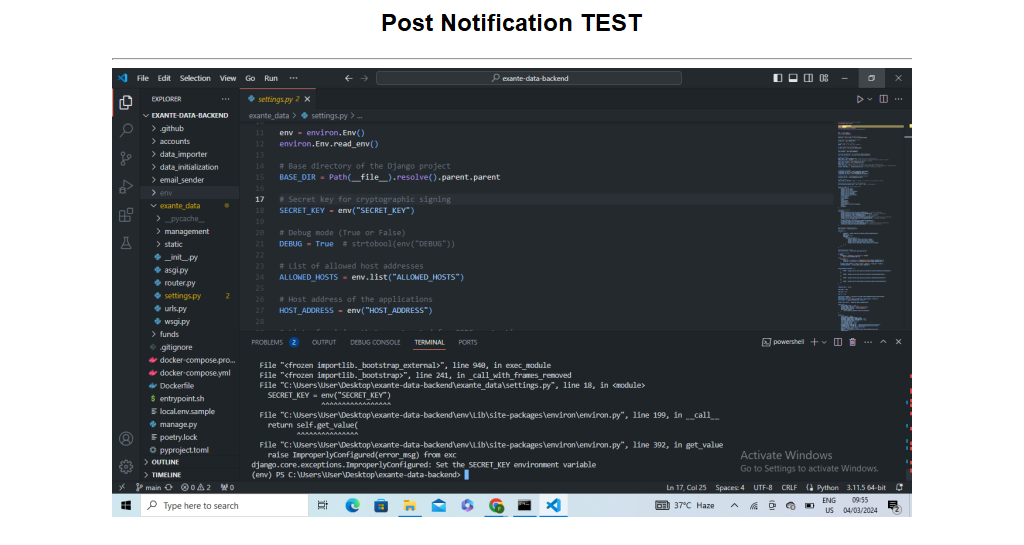 Post Notification TEST
File Edit Selection View Go Run ···
exante-data-backend
EXPLORER
settings.py 2
EXANTE-DATA-BACKEND
.github
accounts
data_importer
data_initialization
email_sender
env
exante_data
__pycache__
management
static
__init__.py
asgi.py
router.py
settings.py 2
urls.py
wsgi.py
funds
.gitignore
docker-compose.pro...
docker-compose.yml
Dockerfile
entrypoint.sh
local.env.sample
manage.py
poetry.lock
pyproject.toml
OUTLINE
TIMELINE
exante_data > settings.py > ...
11 env = environ.Env()
12 environ.Env.read_env()
13
14 # Base directory of the Django project
15 BASE_DIR = Path(__file__).resolve().parent.parent
16
17 # Secret key for cryptographic signing
18 SECRET_KEY = env("SECRET_KEY")
19
20 # Debug mode (True or False)
21 DEBUG = True # strtobool(env("DEBUG"))
22
23 # List of allowed host addresses
24 ALLOWED_HOSTS = env.list("ALLOWED_HOSTS")
25
26 # Host address of the applications
27 HOST_ADDRESS = env("HOST_ADDRESS")
28
PROBLEMS 2 OUTPUT DEBUG CONSOLE TERMINAL PORTS
powershell
File "<frozen importlib._bootstrap_external>", line 940, in exec_module
File "<frozen importlib._bootstrap>", line 241, in _call_with_frames_removed
File "C:\Users\User\Desktop\exante-data-backend\exante_data\settings.py", line 18, in <module>
SECRET_KEY = env("SECRET_KEY")
^^^^^^^^^^^^^^^^^
File "C:\Users\User\Desktop\exante-data-backend\env\Lib\site-packages\environ\environ.py", line 199, in __call__
return self.get_value(
^^^^^^^^^^^^^^^
File "C:\Users\User\Desktop\exante-data-backend\env\Lib\site-packages\environ\environ.py", line 392, in get_value
raise ImproperlyConfigured(error_msg) from exc
django.core.exceptions.ImproperlyConfigured: Set the SECRET_KEY environment variable
(env) PS C:\Users\User\Desktop\exante-data-backend>
Activate Windows
Go to Settings to activate Windows.
main 0 2 0
Ln 17, Col 25 Spaces: 4 UTF-8 CRLF Python 3.11.5 64-bit
Type here to search
37°C Haze
ENG
US
09:55
04/03/2024
2